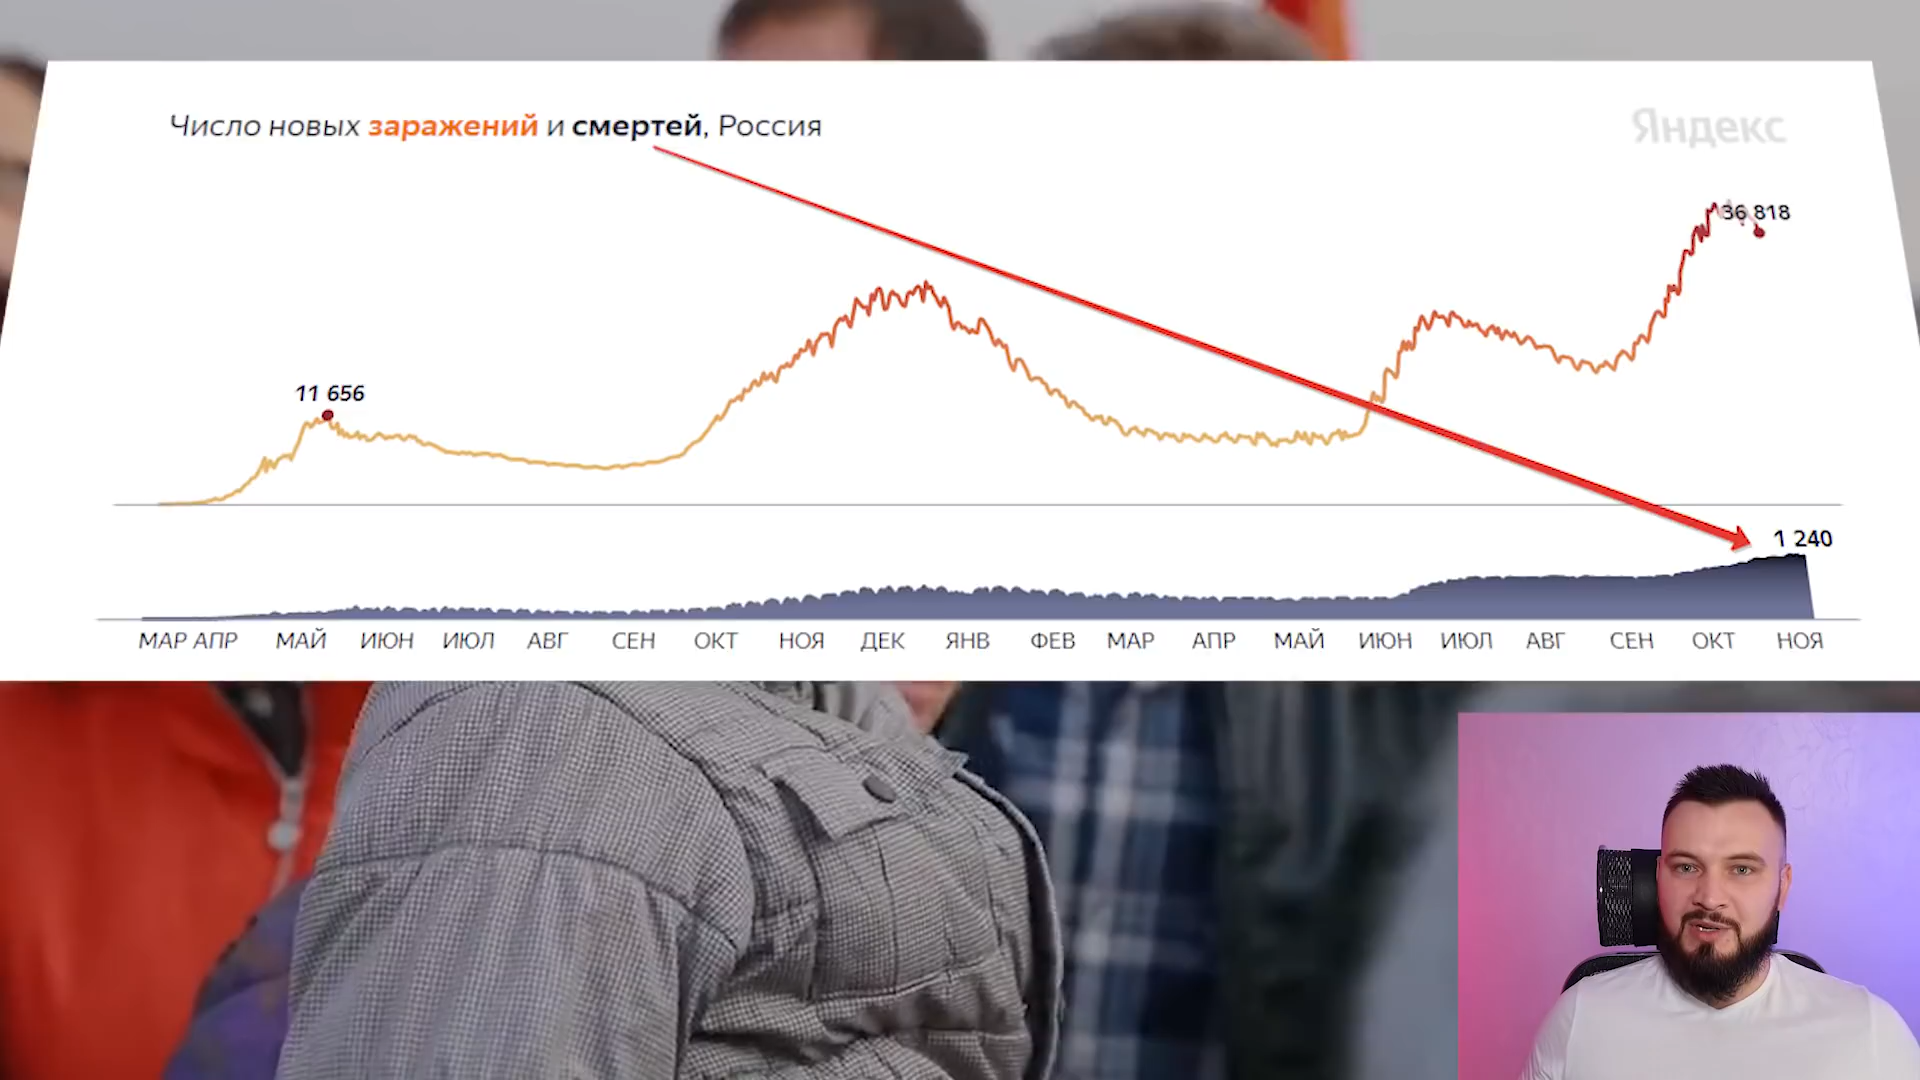 Число новых заражений и смертей, Россия
Яндекс
36 818
11 656
1 240
МАР АПР МАЙ ИЮН ИЮЛ АВГ СЕН ОКТ НОЯ ДЕК ЯНВ ФЕВ МАР АПР МАЙ ИЮН ИЮЛ АВГ СЕН ОКТ НОЯ